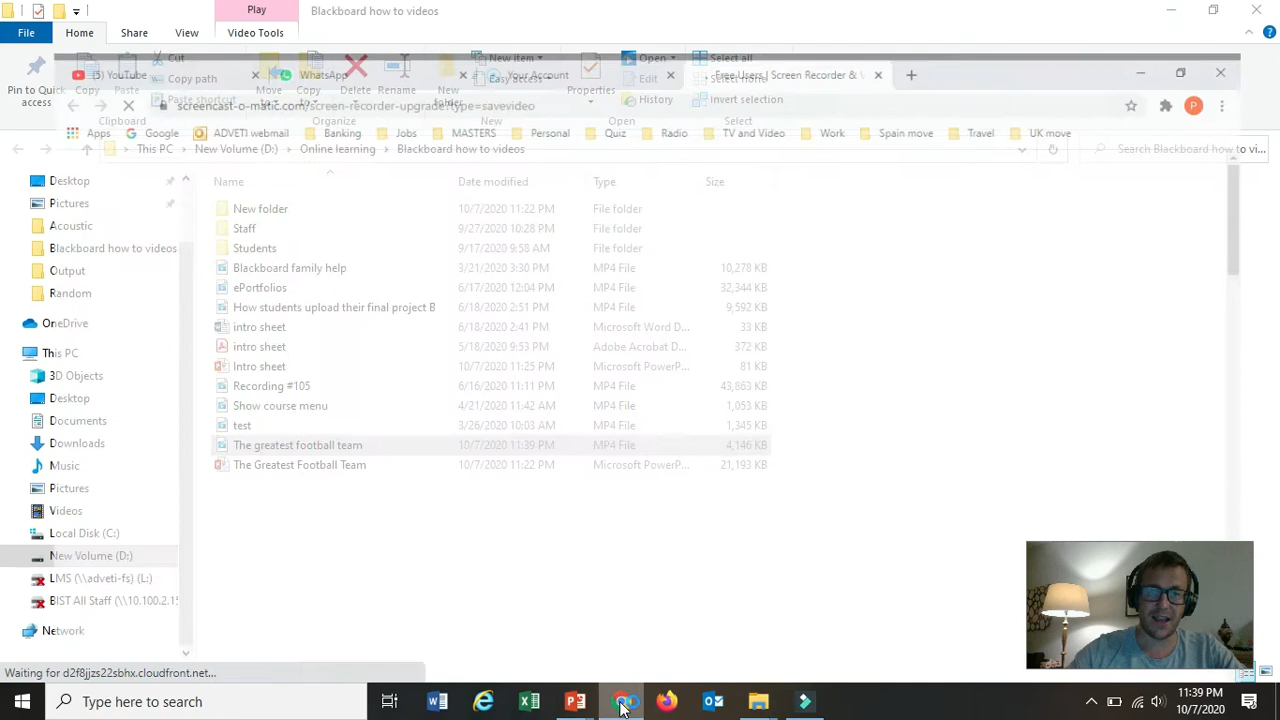 Play
Blackboard how to videos
File
Home
Share
View
Video Tools
Pin to Quick
access
Copy
Paste
Cut
Copy path
Paste shortcut
Clipboard
Move
to
Copy
to
Delete
Rename
New
folder
Organize
New item
Easy access
New
Properties
Open
Edit
History
Open
Select all
Invert selection
Select
(5) YouTube
WhatsApp
Your Account
Free Users | Screen Recorder & V
screencast-o-matic.com/screen-recorder-upgrade?type=savevideo
P
Apps
Google
ADVETI webmail
Banking
Jobs
MASTERS
Personal
Quiz
Radio
TV and Video
Work
Spain move
Travel
UK move
This PC
New Volume (D:)
Online learning
Blackboard how to videos
Search Blackboard how to vi...
Desktop
Pictures
Acoustic
Blackboard how to videos
Output
Random
OneDrive
This PC
3D Objects
Desktop
Documents
Downloads
Music
Pictures
Videos
Local Disk (C:)
New Volume (D:)
LMS (\\adveti-fs) (L:)
BIST All Staff (\\10.100.2.15
Network
Name Date modified Type Size
New folder 10/7/2020 11:22 PM File folder
Staff 9/27/2020 10:28 PM File folder
Students 9/17/2020 9:58 AM File folder
Blackboard family help 3/21/2020 3:30 PM MP4 File 10,278 KB
ePortfolios 6/17/2020 12:04 PM MP4 File 32,344 KB
How students upload their final project B 6/18/2020 2:51 PM MP4 File 9,592 KB
intro sheet 6/18/2020 2:41 PM Microsoft Word D... 33 KB
intro sheet 5/18/2020 9:53 PM Adobe Acrobat D... 372 KB
Intro sheet 10/7/2020 11:25 PM Microsoft PowerP... 81 KB
Recording #105 6/16/2020 11:11 PM MP4 File 43,863 KB
Show course menu 4/21/2020 11:42 AM MP4 File 1,053 KB
test 3/26/2020 10:03 AM MP4 File 1,345 KB
The greatest football team 10/7/2020 11:39 PM MP4 File 4,146 KB
The Greatest Football Team 10/7/2020 11:22 PM Microsoft PowerP... 21,193 KB
Waiting for d2f8jjzs22sbhx.cloudfront.net...
Type here to search
11:39 PM
10/7/2020